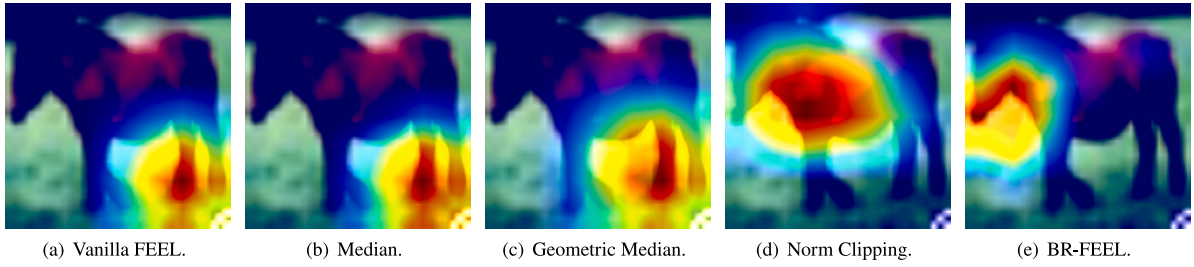 (a) Vanilla FEEL.
(b) Median.
(c) Geometric Median.
(d) Norm Clipping.
(e) BR-FEEL.